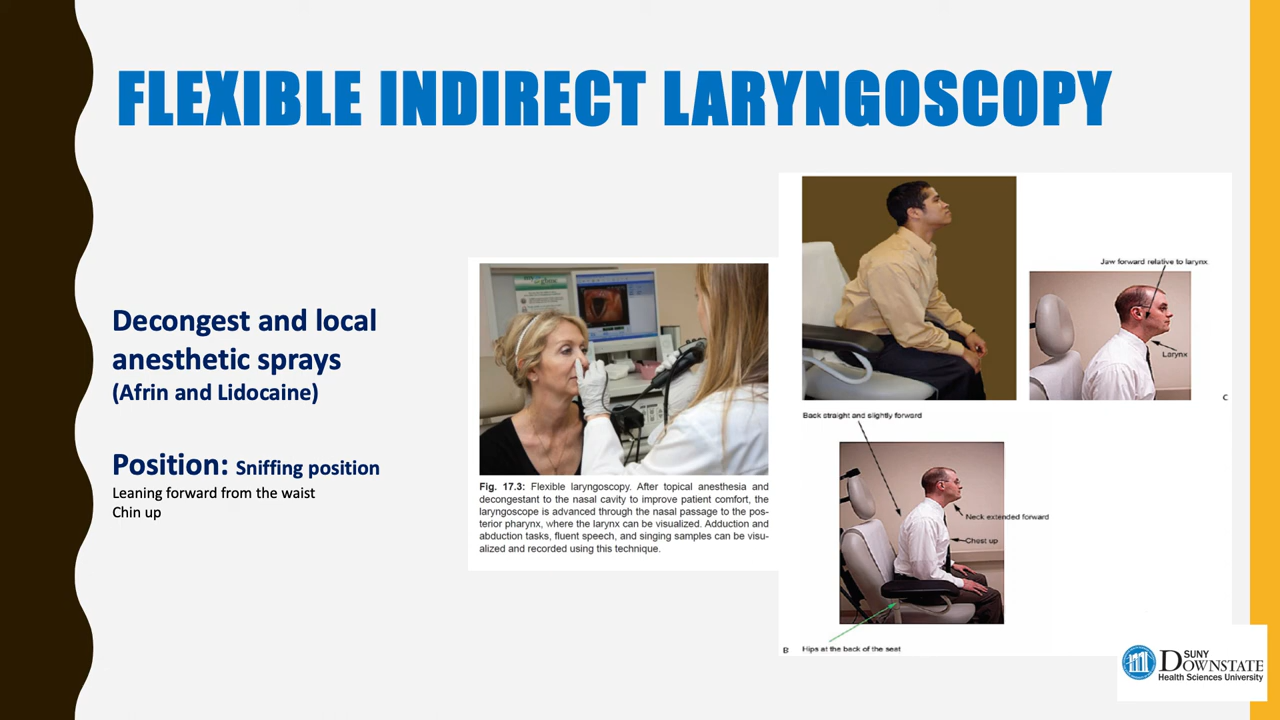 FLEXIBLE INDIRECT LARYNGOSCOPY
Decongest and local
anesthetic sprays
(Afrin and Lidocaine)
Position: Sniffing position
Leaning forward from the waist
Chin up
Fig. 17.3: Flexible laryngoscopy. After topical anesthesia and
decongestant to the nasal cavity to improve patient comfort, the
laryngoscope is advanced through the nasal passage to the pos-
terior pharynx, where the larynx can be visualized. Adduction and
abduction tasks, fluent speech, and singing samples can be visu-
alized and recorded using this technique.
Jaw forward relative to larynx
Larynx
C
Back straight and slightly forward
Neck extended forward
Chest up
B
Hips at the back of the seat
SUNY
DOWNSTATE
Health Sciences University